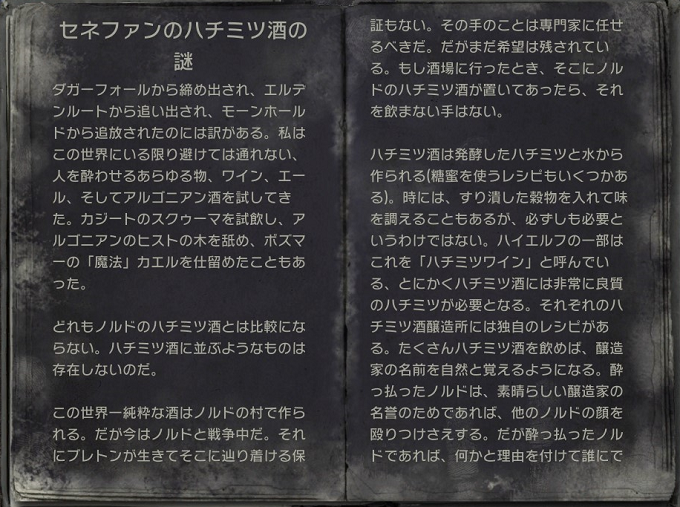 セネファンのハチミツ酒の
謎
ダガーフォールから締め出され、エルデ
ンルートから追い出され、モーンホール
ドから追放されたのには訳がある。私は
この世界にいる限り避けては通れない、
人を酔わせるあらゆる物、ワイン、エー
ル、そしてアルゴニアン酒を試してき
た。カジートのスクゥーマを試飲し、ア
ルゴニアンのヒストの木を舐め、ボズマ
ーの「魔法」カエルを仕留めたこともあ
った。
どれもノルドのハチミツ酒とは比較にな
らない。ハチミツ酒に並ぶようなものは
存在しないのだ。
この世界一純粋な酒はノルドの村で作ら
れる。だが今はノルドと戦争中だ。それ
にブレトンが生きてそこに辿り着ける保
証もない。その手のことは専門家に任せ
るべきだ。だがまだ希望は残されてい
る。もし酒場に行ったとき、そこにノル
ドのハチミツ酒が置いてあったら、それ
を飲まない手はない。
ハチミツ酒は発酵したハチミツと水から
作られる(糖蜜を使うレシピもいくつかあ
る)。時には、すり潰した穀物を入れて味
を調えることもあるが、必ずしも必要と
いうわけではない。ハイエルフの一部は
これを「ハチミツワイン」と呼んでい
る、とにかくハチミツ酒には非常に良質
のハチミツが必要となる。それぞれのハ
チミツ酒醸造所には独自のレシピがあ
る。たくさんハチミツ酒を飲めば、醸造
家の名前を自然と覚えるようになる。酔
っ払ったノルドは、素晴らしい醸造家の
名誉のためであれば、他のノルドの顔を
殴りつけさえする。だが酔っ払ったノル
ドであれば、何かと理由を付けて誰にで